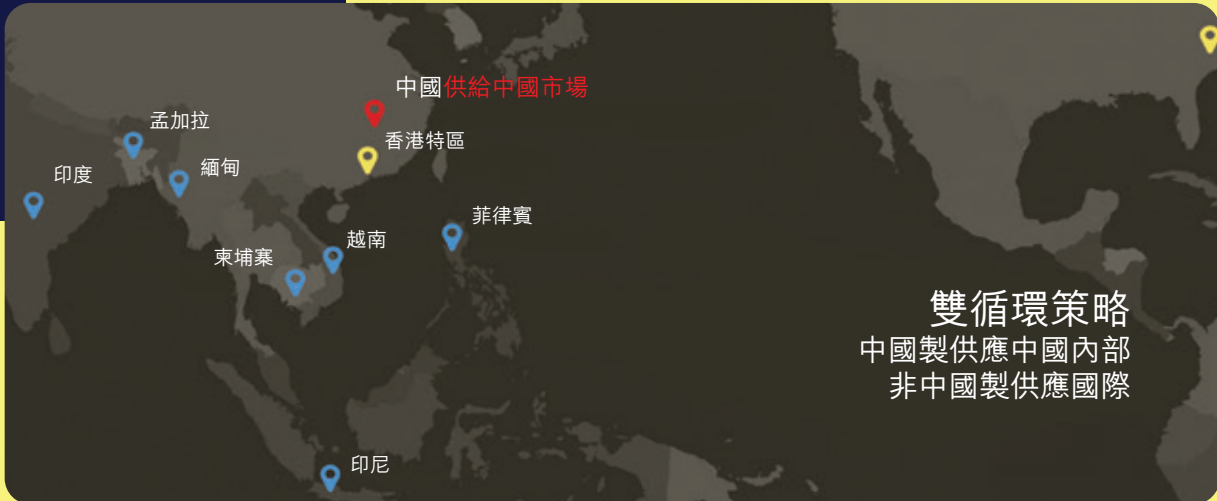 中國供給中國市場
孟加拉
香港特區
緬甸
印度
菲律賓
越南
柬埔寨
雙循環策略
中國製供應中國內部
非中國製供應國際
印尼